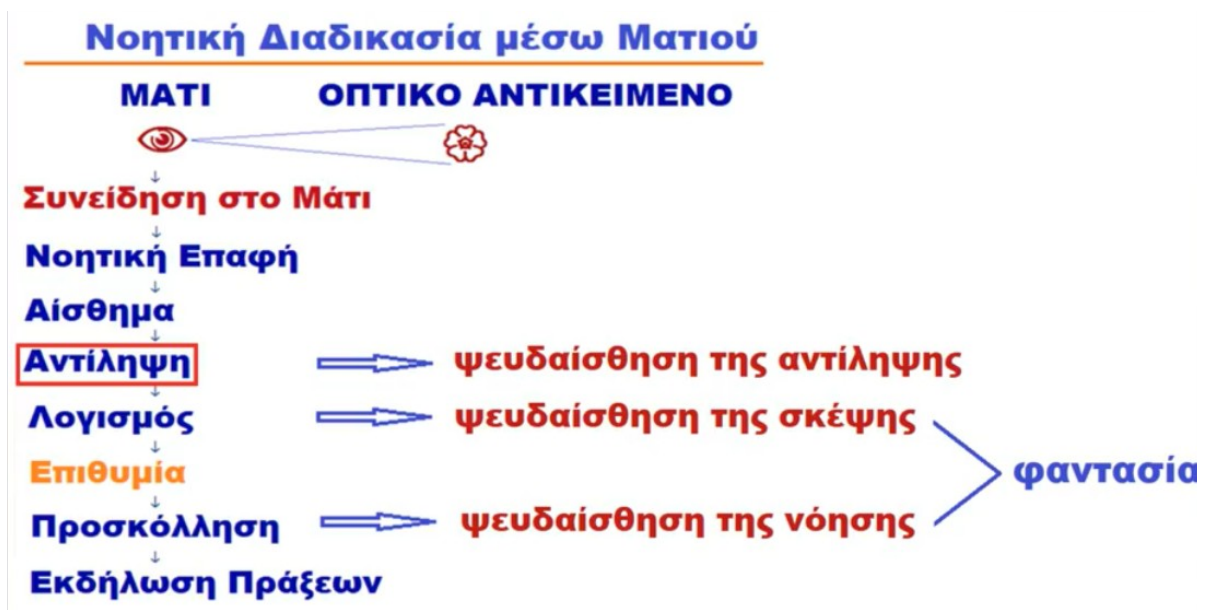 Νοητική Διαδικασία μέσω Ματιού
ΜΑΤΙ ΟΠΤΙΚΟ ΑΝΤΙΚΕΙΜΕΝΟ
Συνείδηση στο Μάτι
Νοητική Επαφή
Αίσθημα
Αντίληψη ψευδαίσθηση της αντίληψης
Λογισμός ψευδαίσθηση της σκέψης
Επιθυμία φαντασία
Προσκόλληση ψευδαίσθηση της νόησης
Εκδήλωση Πράξεων